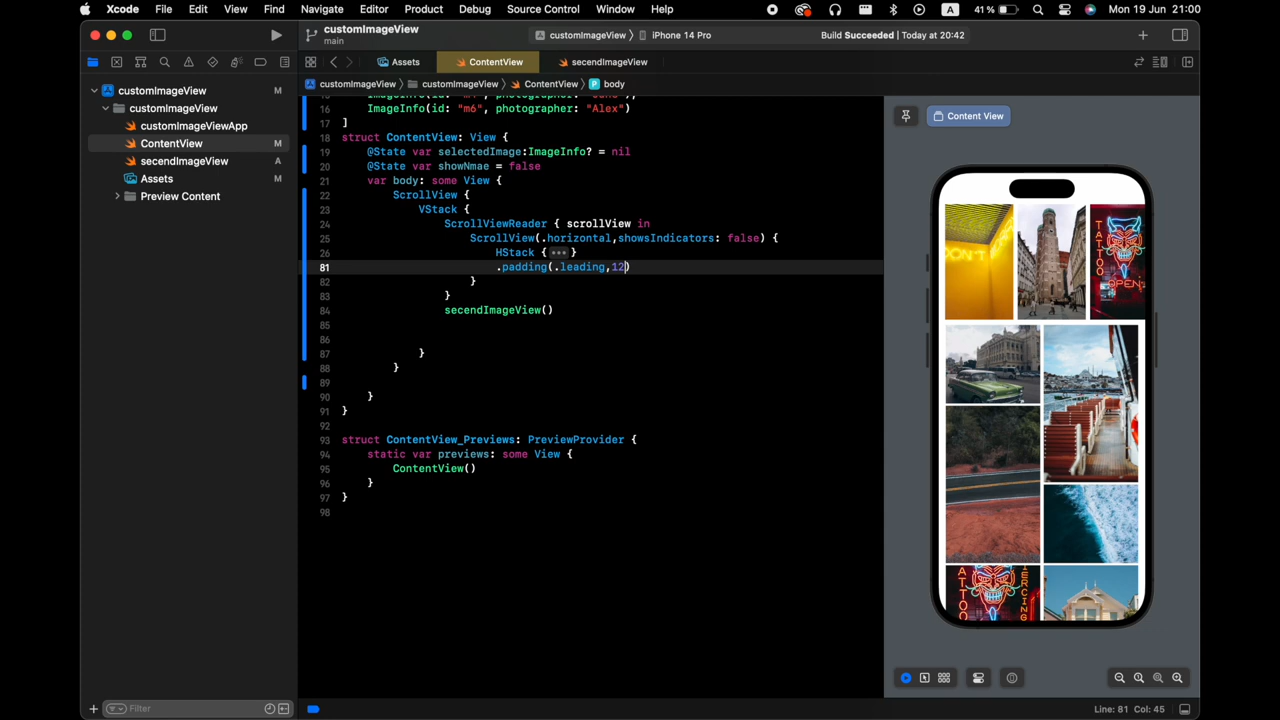 Xcode File Edit View Find Navigate Editor Product Debug Source Control Window Help A 41 % Mon 19 Jun 21:00
customImageView
main
customImageView 〉 iPhone 14 Pro
Build Succeeded | Today at 20:42
Assets ContentView secendImageView
customImageView 〉 customImageView 〉 ContentView 〉 P body
customImageView M
customImageView
customImageViewApp
ContentView M
secendImageView A
Assets M
Preview Content
16 ImageInfo(id: "m6", photographer: "Alex")
17 ]
18 struct ContentView: View {
19 @State var selectedImage:ImageInfo? = nil
20 @State var showNmae = false
21 var body: some View {
22 ScrollView {
23 VStack {
24 ScrollViewReader { scrollView in
25 ScrollView(.horizontal,showsIndicators: false) {
26 HStack {•••}
81 .padding(.leading,12)
82 }
83 }
84 secendImageView()
85
86
87 }
88 }
89
90 }
91 }
92
93 struct ContentView_Previews: PreviewProvider {
94 static var previews: some View {
95 ContentView()
96 }
97 }
98
Content View
DON'T
TATTOO
OPEN
TATTOO
Filter
Line: 81 Col: 45